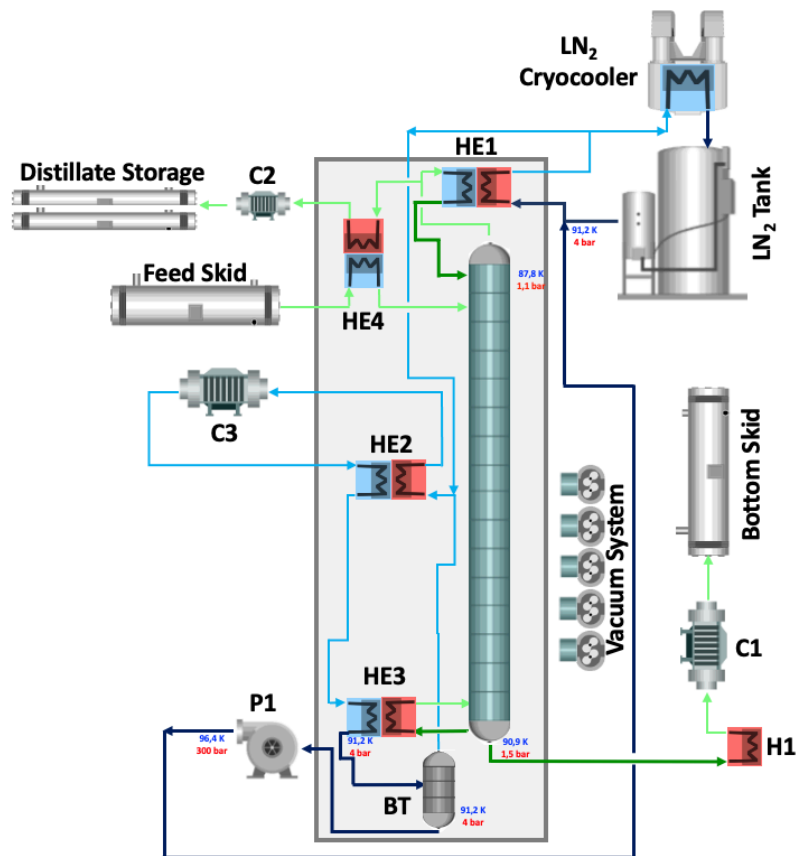 LN₂
Cryocooler
HE1
Distillate Storage
C2
LN₂ Tank
91,2 K
4 bar
Feed Skid
87,8 K
1,1 bar
HE4
C3
HE2
Bottom Skid
Vacuum System
C1
HE3
P1
96,4 K
300 bar
91,2 K
4 bar
90,9 K
1,5 bar
H1
BT
91,2 K
4 bar